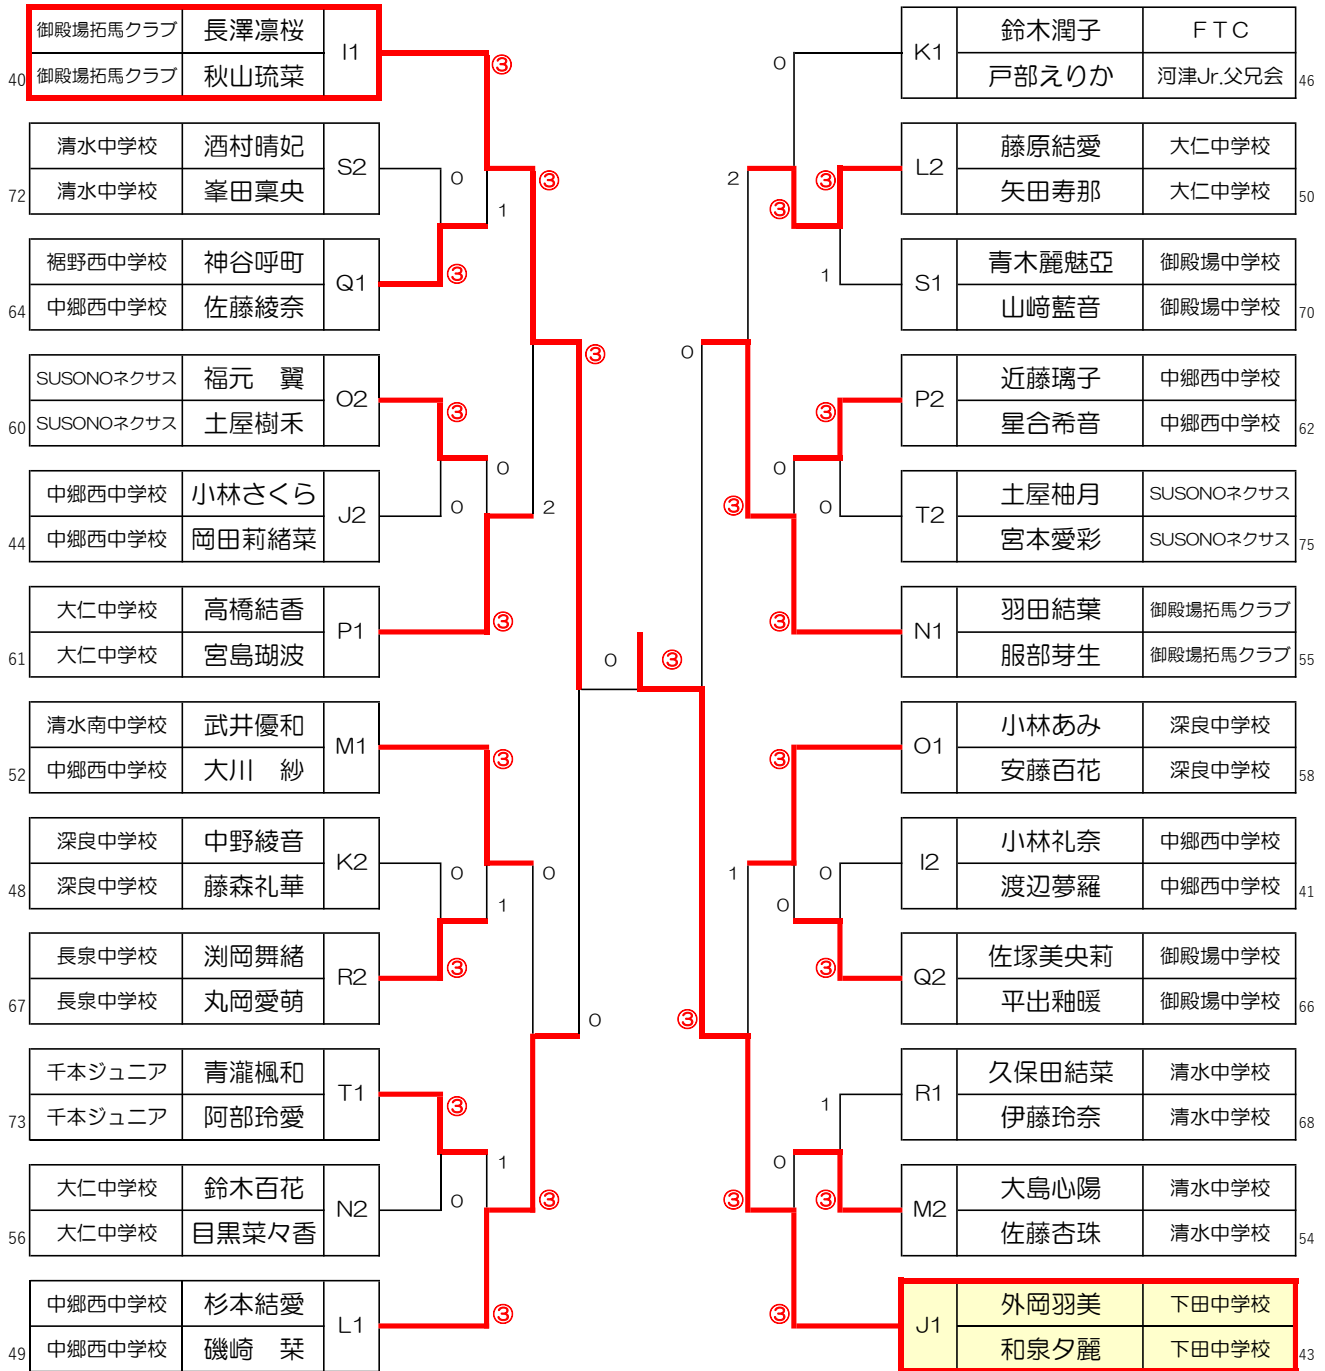 御殿場拓馬クラブ 長澤凛桜 I1
40 御殿場拓馬クラブ 秋山琉菜
③
清水中学校 酒村晴妃 S2
72 清水中学校 峯田稟央
0
③
1
裾野西中学校 神谷呼町 Q1
64 中郷西中学校 佐藤綾奈
③
③
SUSONOネクサス 福元 翼 O2
60 SUSONOネクサス 土屋樹禾
③
0
中郷西中学校 小林さくら J2
44 中郷西中学校 岡田莉緒菜
0
2
大仁中学校 高橋結香 P1
61 大仁中学校 宮島瑚波
③
0 ③
清水南中学校 武井優和 M1
52 中郷西中学校 大川 紗
③
深良中学校 中野綾音 K2
48 深良中学校 藤森礼華
0
0
1
長泉中学校 渕岡舞緒 R2
67 長泉中学校 丸岡愛萌
③
0
千本ジュニア 青瀧楓和 T1
73 千本ジュニア 阿部玲愛
③
1
大仁中学校 鈴木百花 N2
56 大仁中学校 目黒菜々香
0
③
中郷西中学校 杉本結愛 L1
49 中郷西中学校 磯崎 栞
③
K1 鈴木潤子 FTC
戸部えりか 河津Jr.父兄会 46
0
L2 藤原結愛 大仁中学校
矢田寿那 大仁中学校 50
2
③
③
S1 青木麗魅亞 御殿場中学校
山﨑藍音 御殿場中学校 70
1
0
P2 近藤璃子 中郷西中学校
星合希音 中郷西中学校 62
③
0
T2 土屋柚月 SUSONOネクサス
宮本愛彩 SUSONOネクサス 75
③
0
N1 羽田結葉 御殿場拓馬クラブ
服部芽生 御殿場拓馬クラブ 55
③
O1 小林あみ 深良中学校
安藤百花 深良中学校 58
③
I2 小林礼奈 中郷西中学校
渡辺夢羅 中郷西中学校 41
1
0
0
Q2 佐塚美央莉 御殿場中学校
平出釉暖 御殿場中学校 66
③
③
R1 久保田結菜 清水中学校
伊藤玲奈 清水中学校 68
1
0
M2 大島心陽 清水中学校
佐藤杏珠 清水中学校 54
③
③
J1 外岡羽美 下田中学校
和泉夕麗 下田中学校 43
③